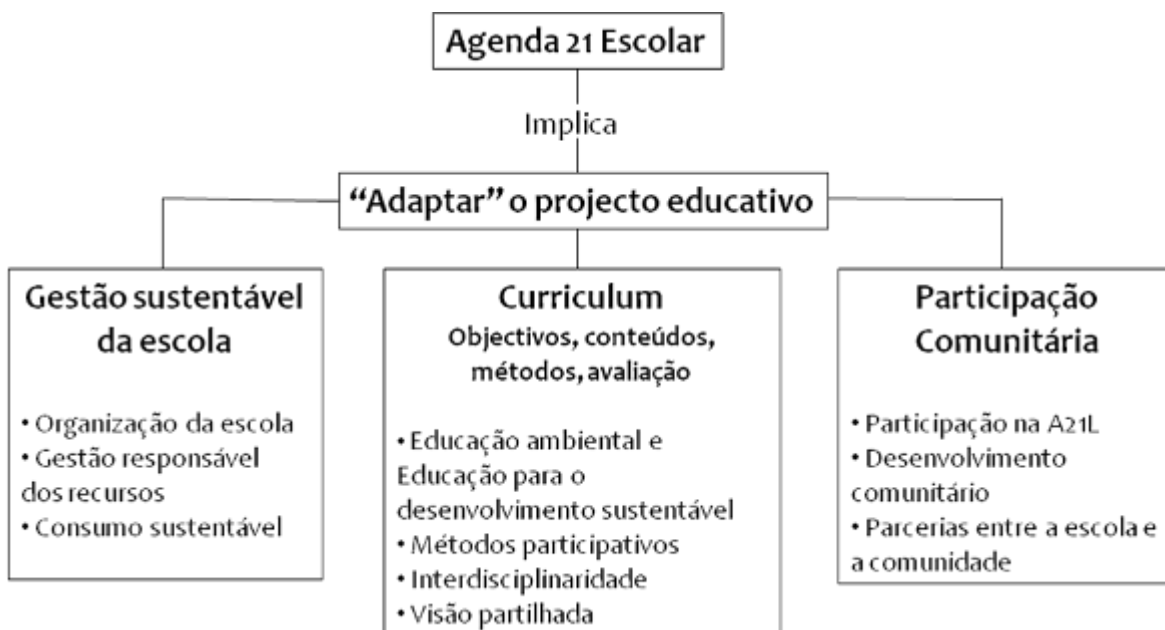 Agenda 21 Escolar
Implica
“Adaptar” o projecto educativo
Gestão sustentável
da escola
• Organização da escola
• Gestão responsável
dos recursos
• Consumo sustentável
Curriculum
Objectivos, conteúdos,
métodos, avaliação
• Educação ambiental e
Educação para o
desenvolvimento sustentável
• Métodos participativos
• Interdisciplinaridade
• Visão partilhada
Participação
Comunitária
• Participação na A21L
• Desenvolvimento
comunitário
• Parcerias entre a escola e
a comunidade